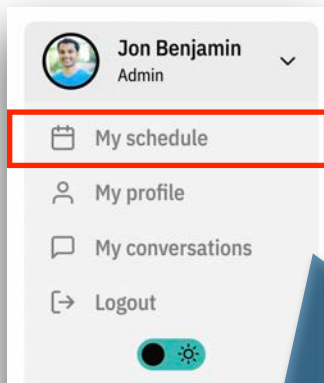 Jon Benjamin
Admin
My schedule
My profile
My conversations
Logout